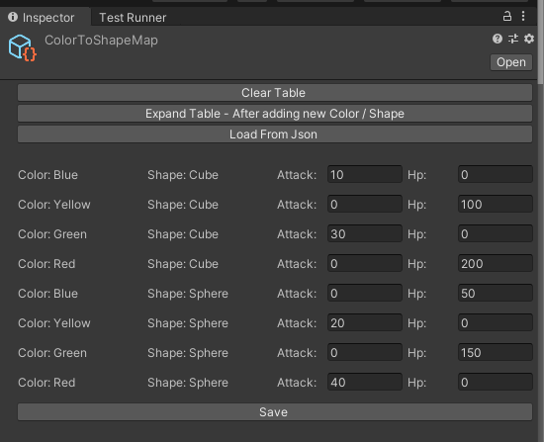 Inspector Test Runner
ColorToShapeMap
Open
Clear Table
Expand Table - After adding new Color / Shape
Load From Json
Color: Blue Shape: Cube Attack: 10 Hp: 0
Color: Yellow Shape: Cube Attack: 0 Hp: 100
Color: Green Shape: Cube Attack: 30 Hp: 0
Color: Red Shape: Cube Attack: 0 Hp: 200
Color: Blue Shape: Sphere Attack: 0 Hp: 50
Color: Yellow Shape: Sphere Attack: 20 Hp: 0
Color: Green Shape: Sphere Attack: 0 Hp: 150
Color: Red Shape: Sphere Attack: 40 Hp: 0
Save